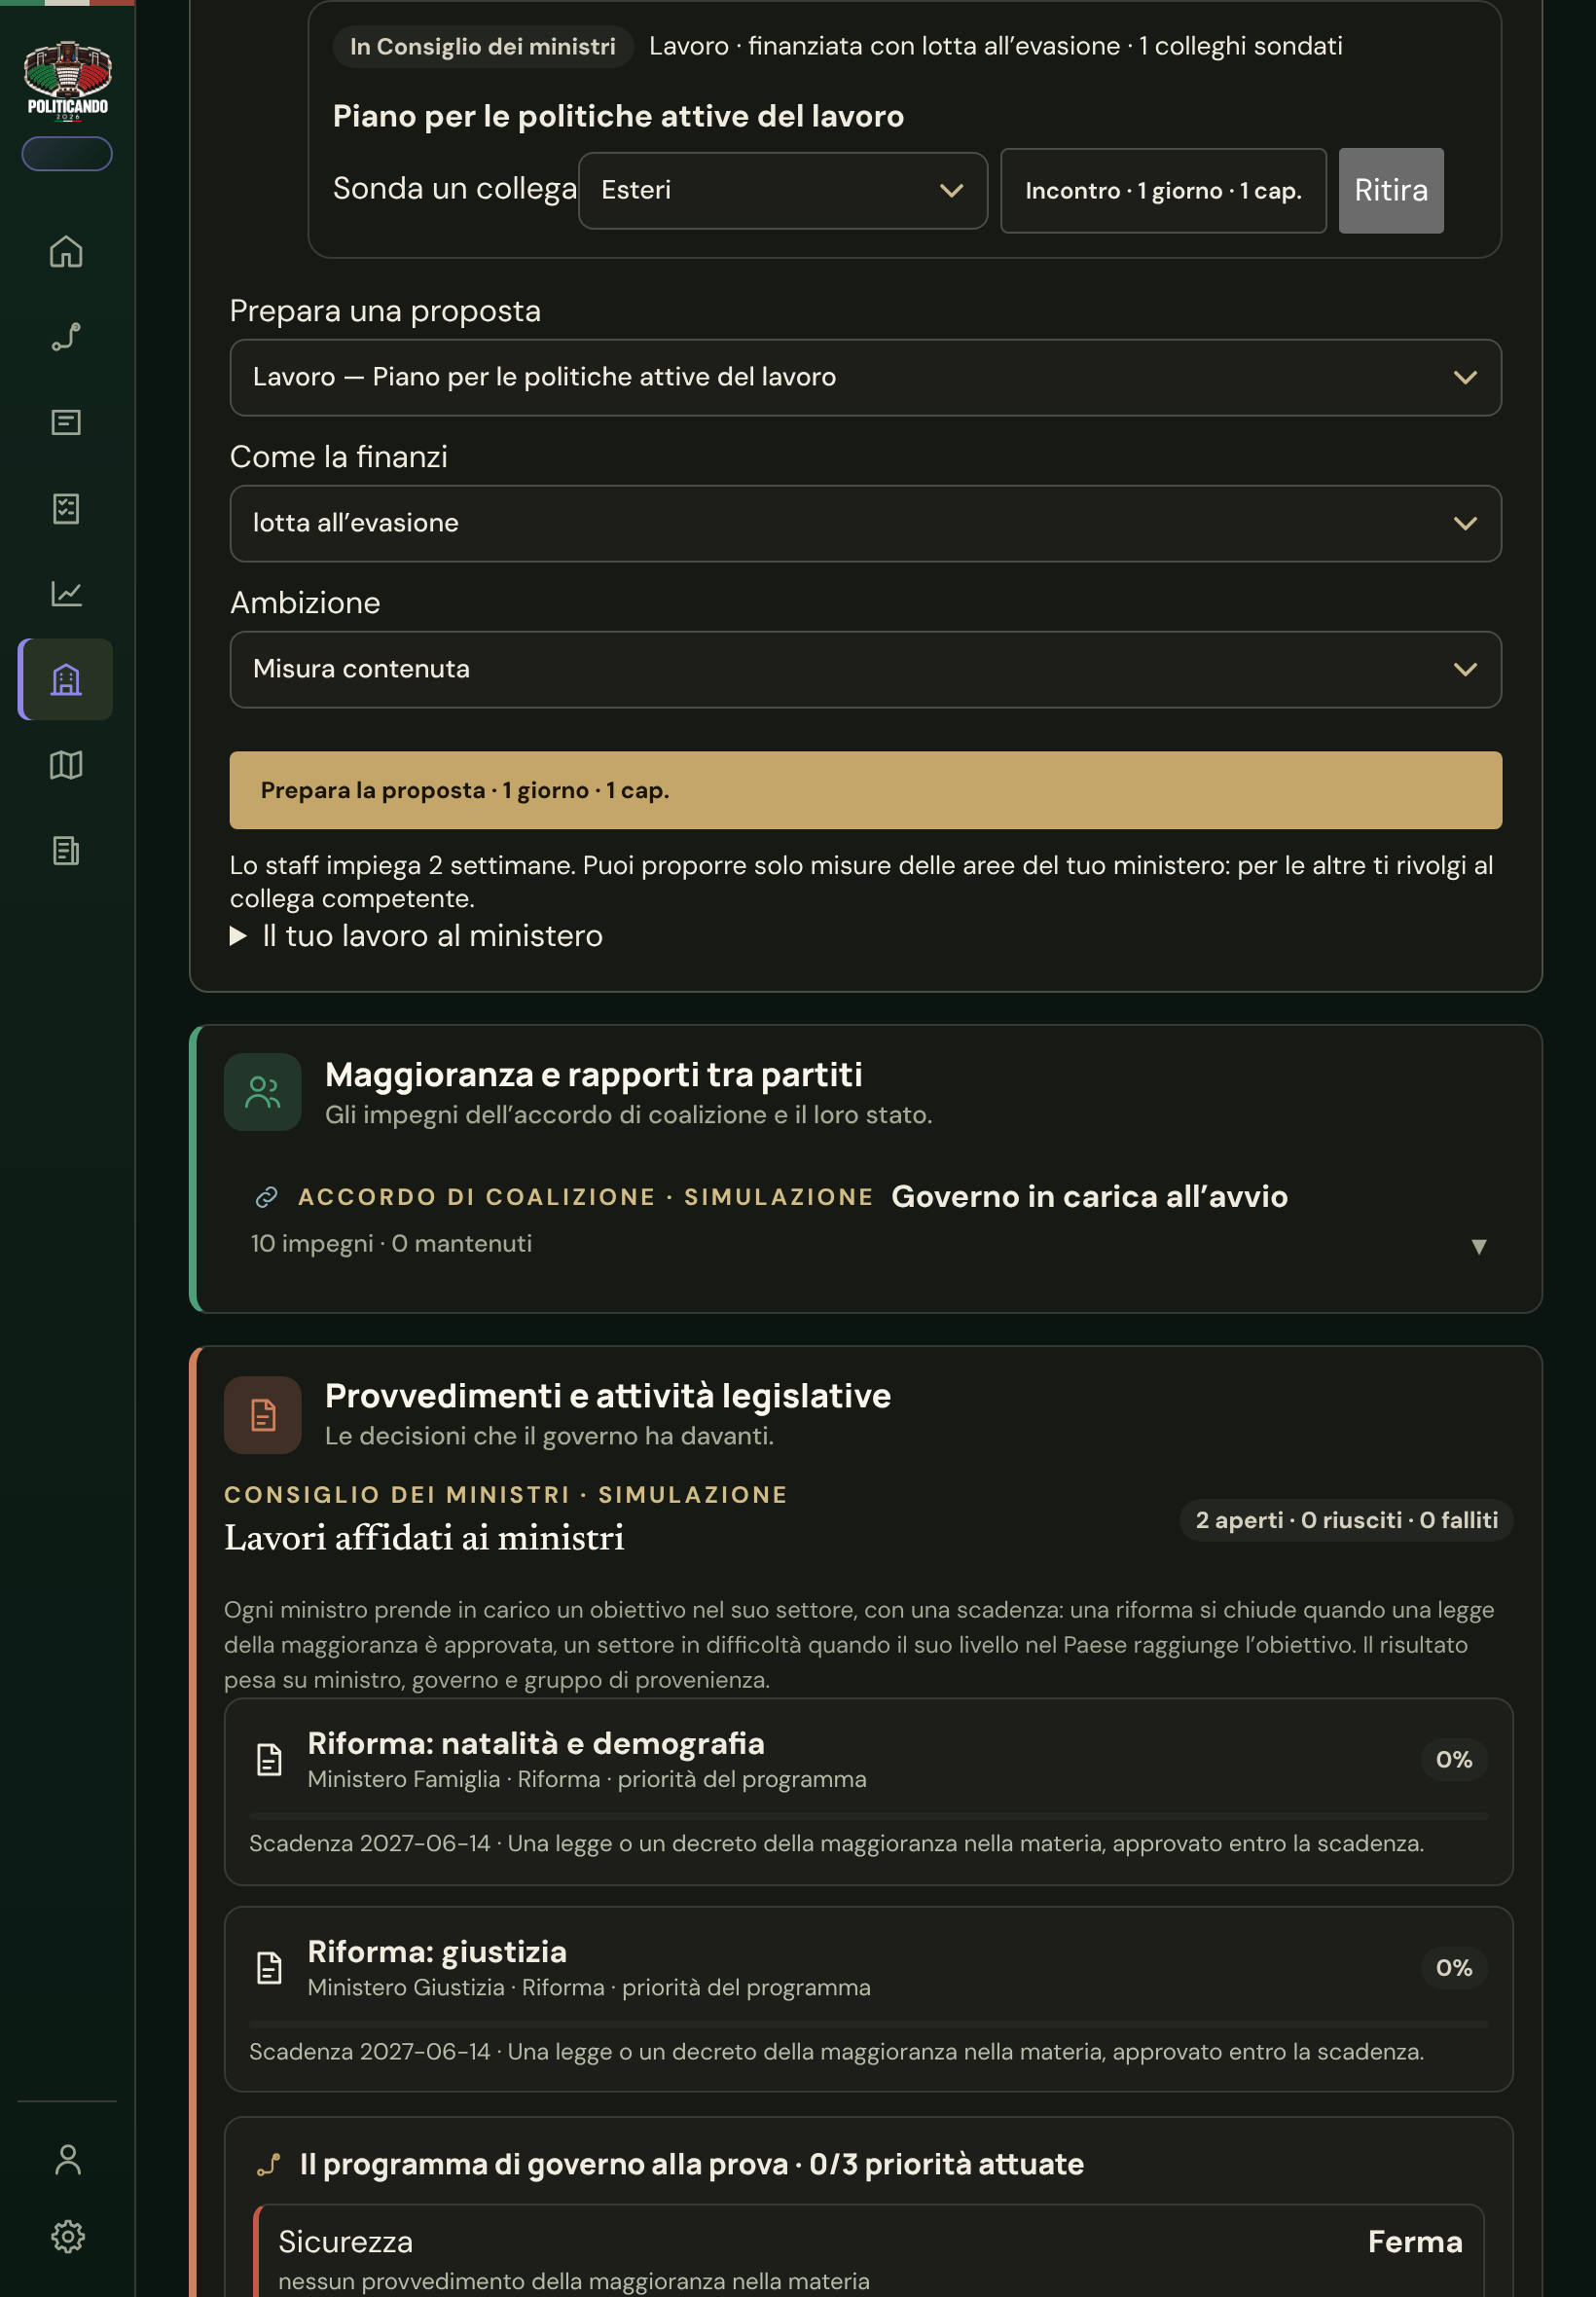 POLITICANDO
2026
In Consiglio dei ministri Lavoro · finanziata con lotta all’evasione · 1 colleghi sondati
Piano per le politiche attive del lavoro
Sonda un collega Esteri Incontro · 1 giorno · 1 cap. Ritira
Prepara una proposta
Lavoro — Piano per le politiche attive del lavoro
Come la finanzi
lotta all’evasione
Ambizione
Misura contenuta
Prepara la proposta · 1 giorno · 1 cap.
Lo staff impiega 2 settimane. Puoi proporre solo misure delle aree del tuo ministero: per le altre ti rivolgi al
collega competente.
Il tuo lavoro al ministero
Maggioranza e rapporti tra partiti
Gli impegni dell’accordo di coalizione e il loro stato.
ACCORDO DI COALIZIONE · SIMULAZIONE Governo in carica all’avvio
10 impegni · 0 mantenuti
Provvedimenti e attività legislative
Le decisioni che il governo ha davanti.
CONSIGLIO DEI MINISTRI · SIMULAZIONE
Lavori affidati ai ministri
2 aperti · 0 riusciti · 0 falliti
Ogni ministro prende in carico un obiettivo nel suo settore, con una scadenza: una riforma si chiude quando una legge
della maggioranza è approvata, un settore in difficoltà quando il suo livello nel Paese raggiunge l’obiettivo. Il risultato
pesa su ministro, governo e gruppo di provenienza.
Riforma: natalità e demografia
Ministero Famiglia · Riforma · priorità del programma
0%
Scadenza 2027-06-14 · Una legge o un decreto della maggioranza nella materia, approvato entro la scadenza.
Riforma: giustizia
Ministero Giustizia · Riforma · priorità del programma
0%
Scadenza 2027-06-14 · Una legge o un decreto della maggioranza nella materia, approvato entro la scadenza.
Il programma di governo alla prova · 0/3 priorità attuate
Sicurezza Ferma
nessun provvedimento della maggioranza nella materia